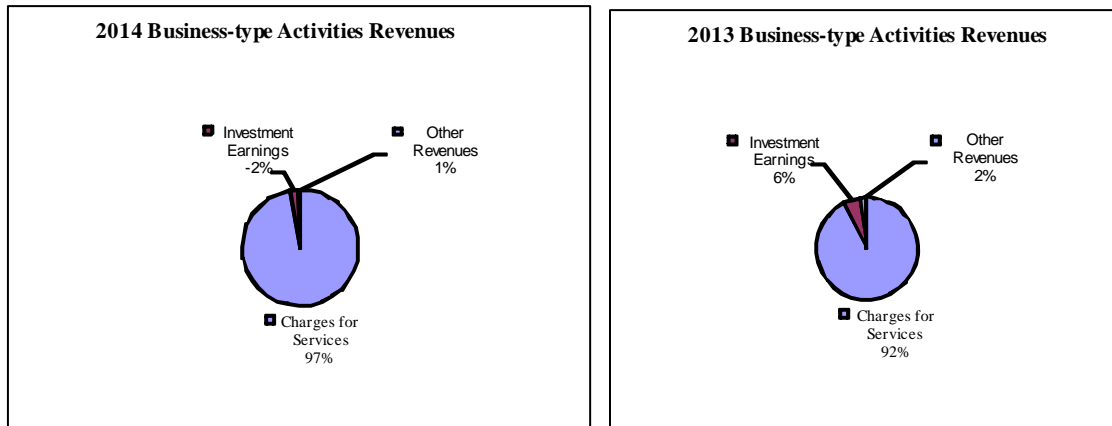 2014 Business-type Activities Revenues
Investment
Earnings
-2%
Other
Revenues
1%
Charges for
Services
97%
2013 Business-type Activities Revenues
Investment
Earnings
6%
Other
Revenues
2%
Charges for
Services
92%